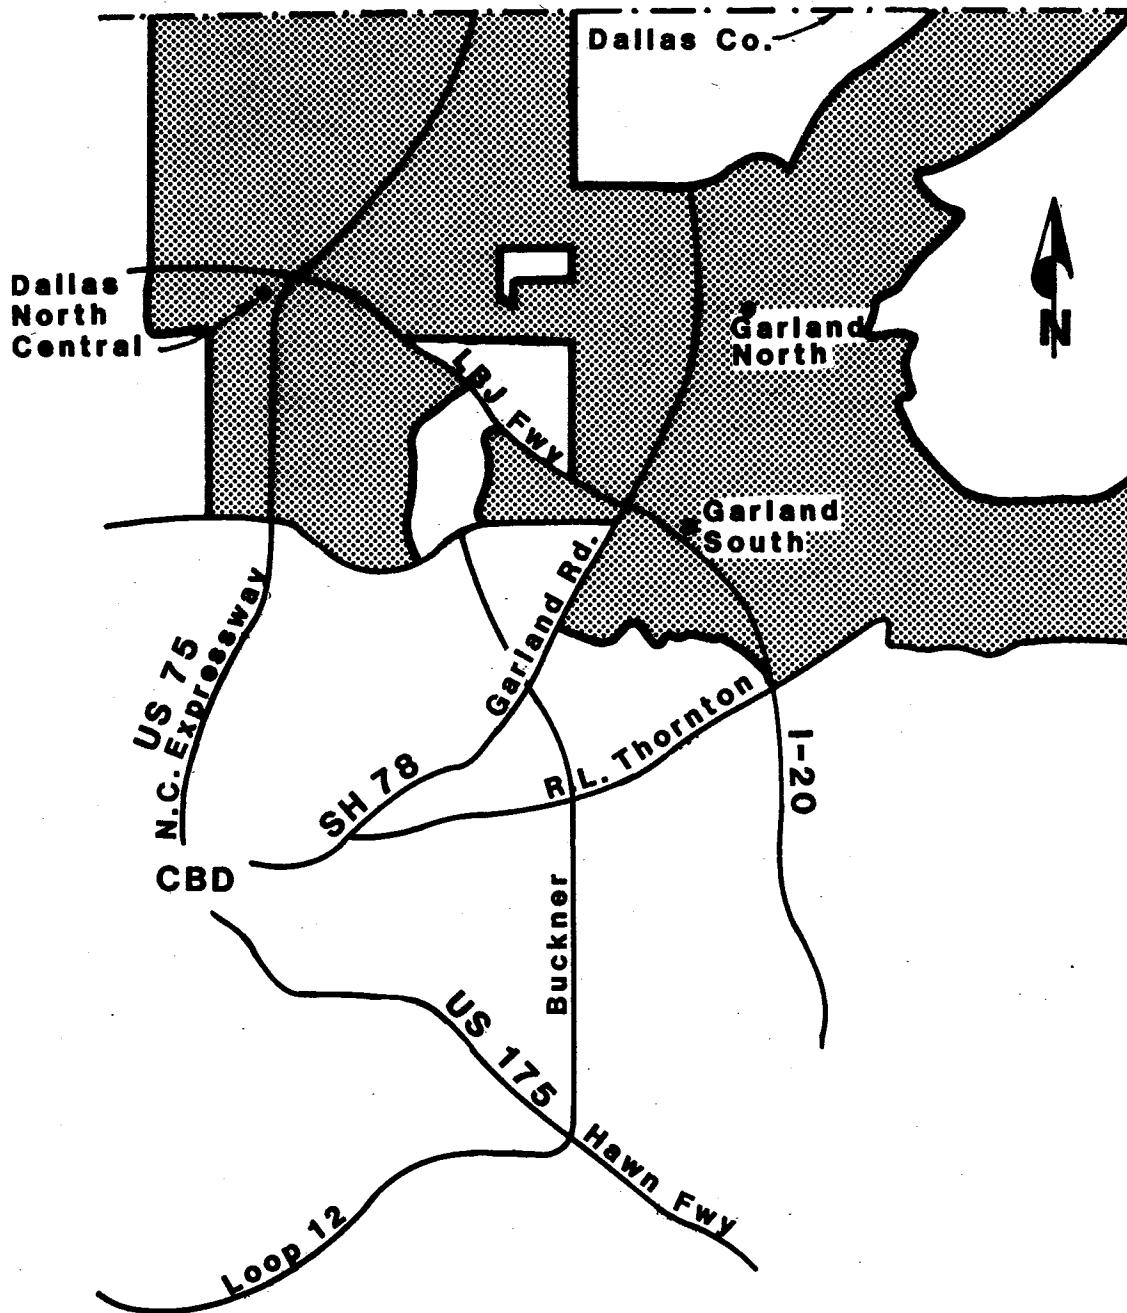 Dallas Co.
Dallas
North
Central
Garland
North
N
LBJ Fwy
Garland
South
US 75
N.C. Expressway
Garland Rd.
R.L. Thornton
I-20
SH 78
CBD
Buckner
US 175
Hawn Fwy
Loop 12